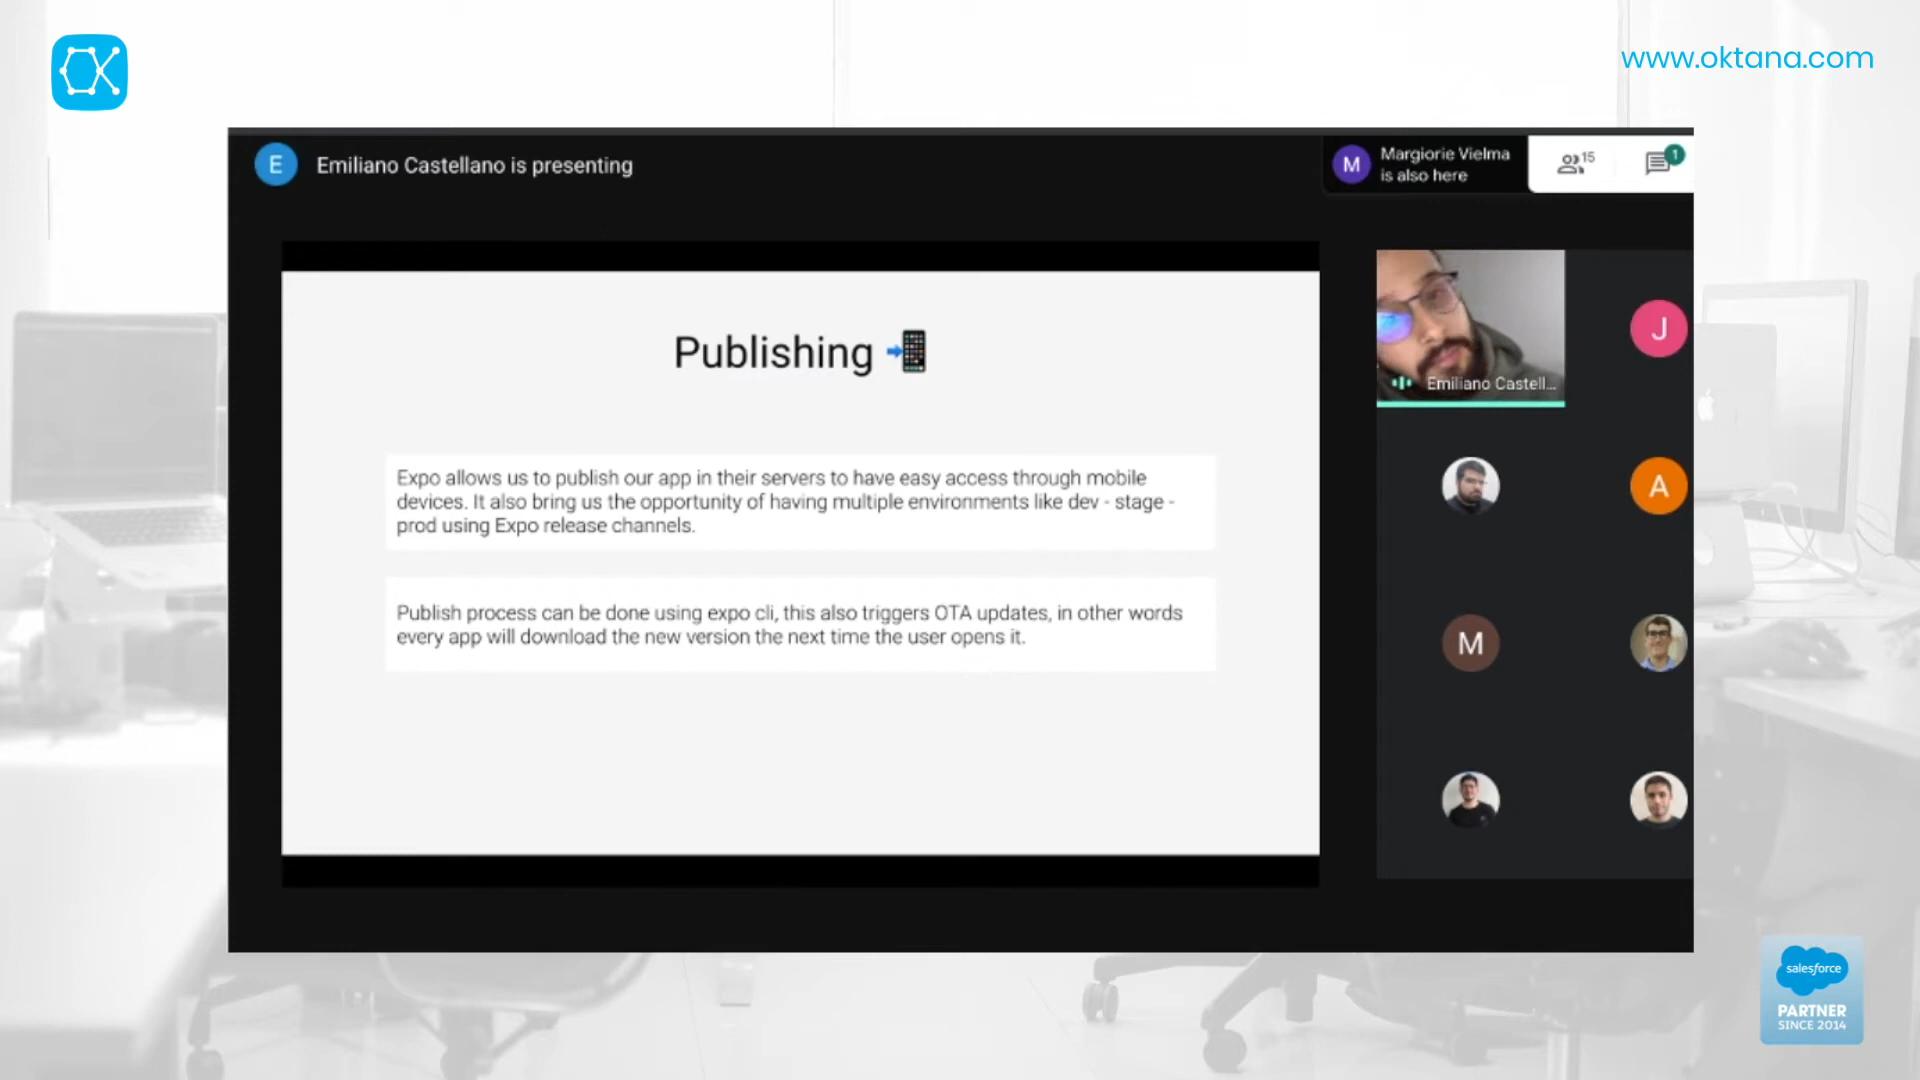 www.oktana.com
E
Emiliano Castellano is presenting
M
Margiorie Vielma
is also here
15
1
Publishing
Expo allows us to publish our app in their servers to have easy access through mobile
devices. It also bring us the opportunity of having multiple environments like dev - stage -
prod using Expo release channels.
Publish process can be done using expo cli, this also triggers OTA updates, in other words
every app will download the new version the next time the user opens it.
Emiliano Castell...
J
A
M
salesforce
PARTNER
SINCE 2014